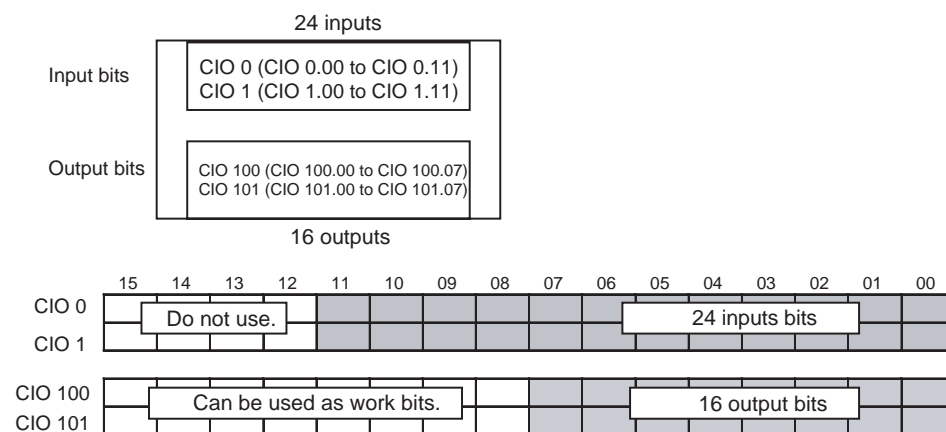 24 inputs
Input bits
CIO 0 (CIO 0.00 to CIO 0.11)
CIO 1 (CIO 1.00 to CIO 1.11)
Output bits
CIO 100 (CIO 100.00 to CIO 100.07)
CIO 101 (CIO 101.00 to CIO 101.07)
16 outputs
15 14 13 12 11 10 09 08 07 06 05 04 03 02 01 00
CIO 0
Do not use. 24 inputs bits
CIO 1
CIO 100
Can be used as work bits. 16 output bits
CIO 101